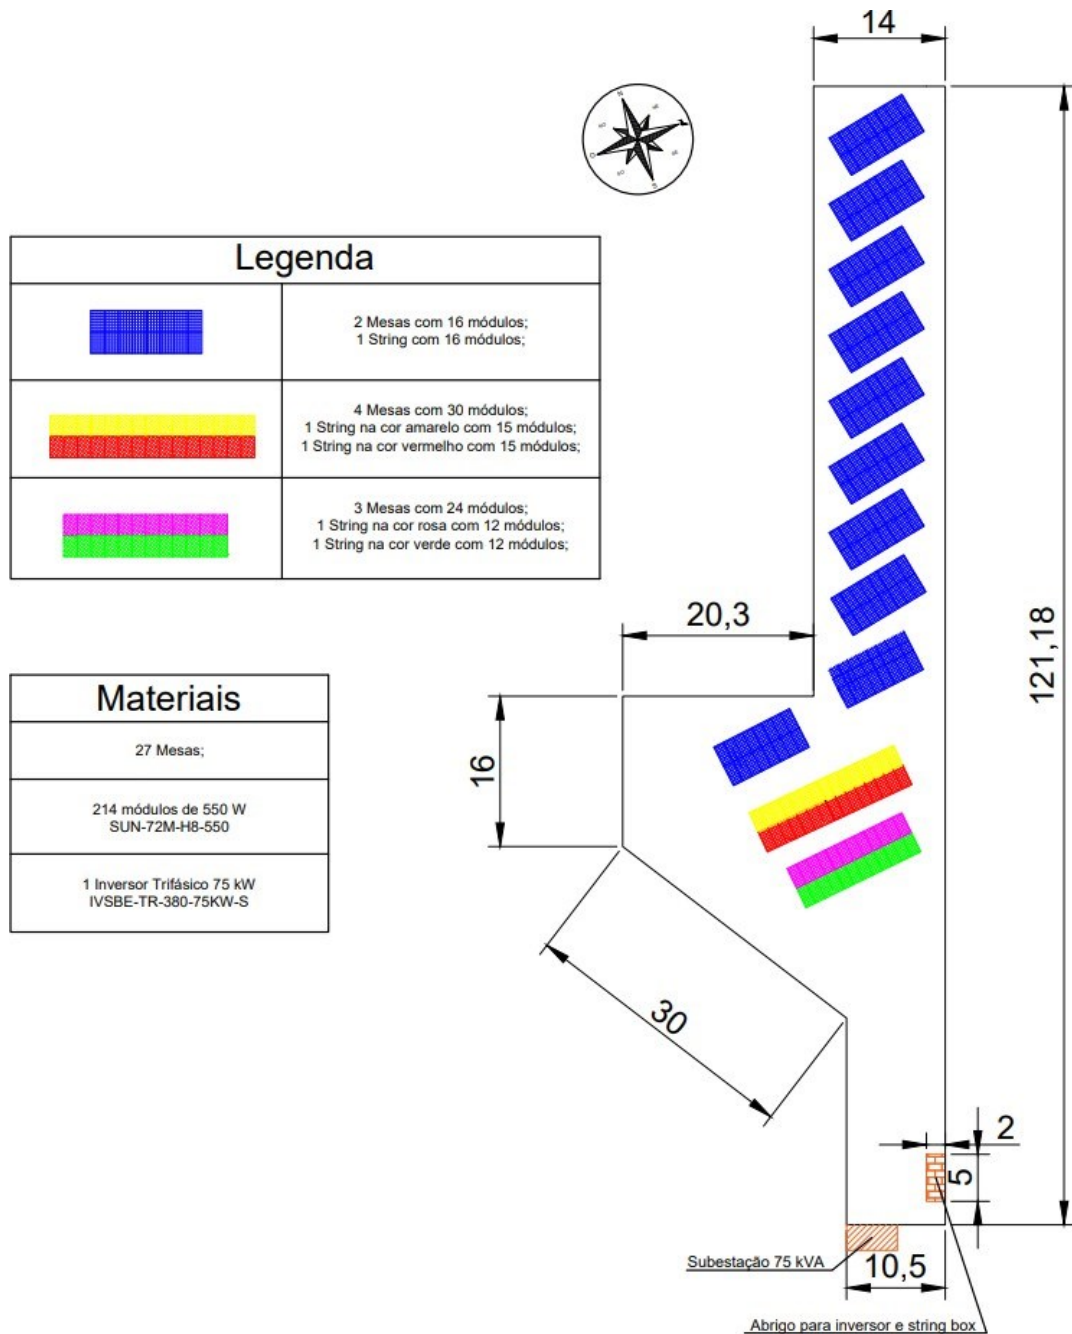 14
Legenda
2 Mesas com 16 módulos;
1 String com 16 módulos;
4 Mesas com 30 módulos;
1 String na cor amarelo com 15 módulos;
1 String na cor vermelho com 15 módulos;
3 Mesas com 24 módulos;
1 String na cor rosa com 12 módulos;
1 String na cor verde com 12 módulos;
20,3
121,18
Materiais
27 Mesas;
214 módulos de 550 W
SUN-72M-H8-550
1 Inversor Trifásico 75 kW
IVSBE-TR-380-75KW-S
16
30
2
5
Subestação 75 kVA
10,5
Abrigo para inversor e string box